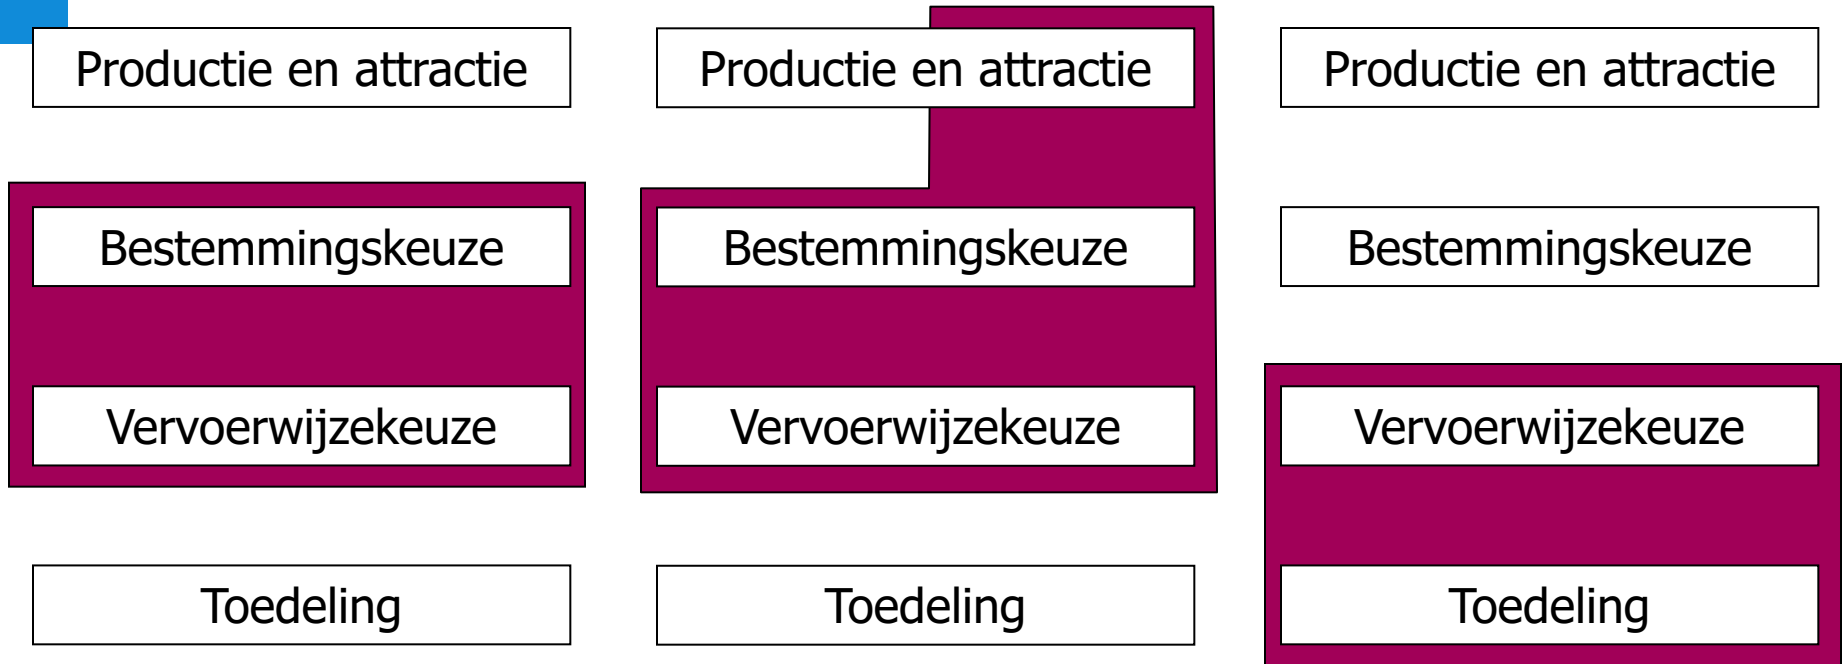 Productie en attractie
Bestemmingskeuze
Vervoerwijzekeuze
Toedeling
Productie en attractie
Bestemmingskeuze
Vervoerwijzekeuze
Toedeling
Productie en attractie
Bestemmingskeuze
Vervoerwijzekeuze
Toedeling